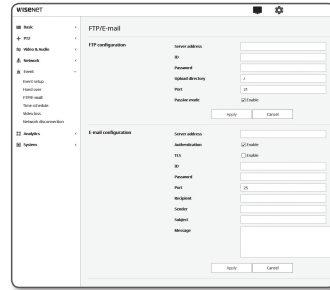 WISENET
Basic
PTZ
Video & Audio
Network
Event
Event setup
Hand over
FTP/E-mail
Time schedule
Video loss
Network disconnection
Analytics
System
FTP/E-mail
FTP configuration
Server address
ID
Password
Upload directory /
Port 21
Passive mode Enable
Apply Cancel
E-mail configuration
Server address
Authentication Enable
TLS Enable
ID
Password
Port 25
Recipient
Sender
Subject
Message
Apply Cancel